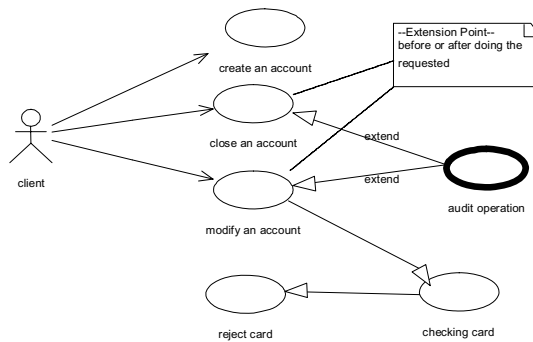 --Extension Point--
before or after doing the
requested
create an account
close an account
extend
client
extend
audit operation
modify an account
reject card
checking card